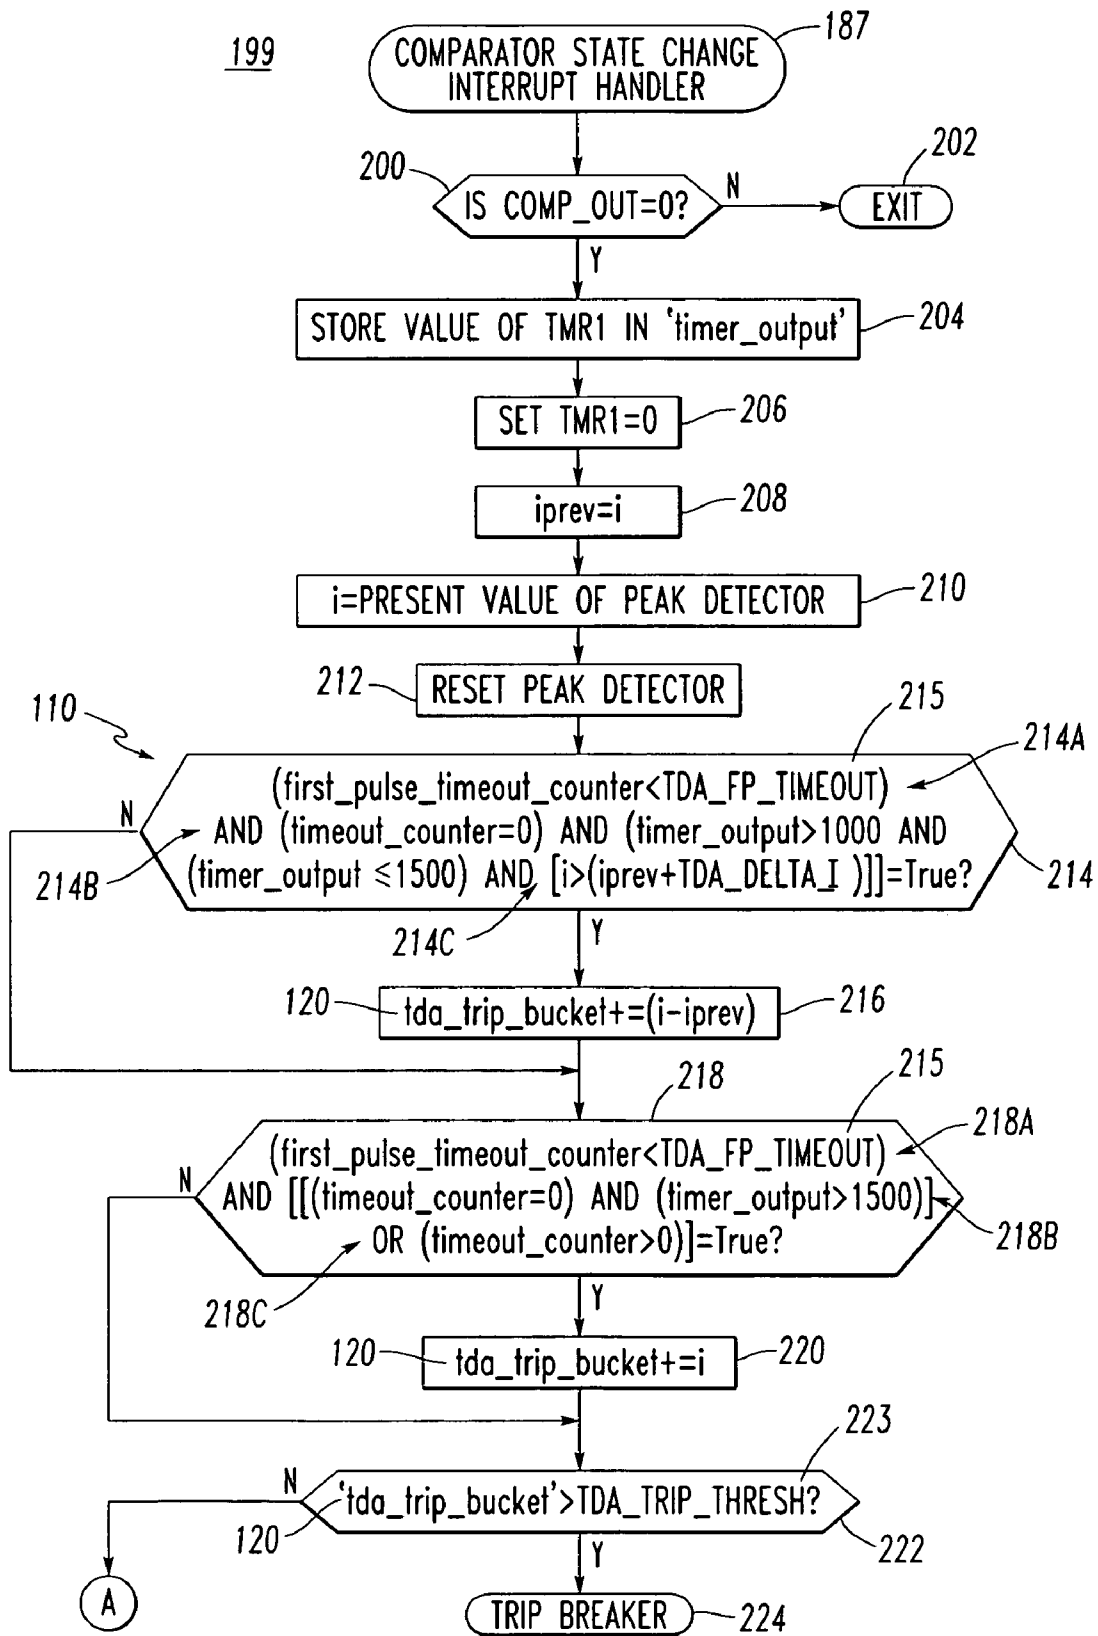 199
187
COMPARATOR STATE CHANGE
INTERRUPT HANDLER
200
IS COMP_OUT=0?
N
202
EXIT
Y
STORE VALUE OF TMR1 IN ‘timer_output’
204
SET TMR1=0
206
iprev=i
208
i=PRESENT VALUE OF PEAK DETECTOR
210
212
RESET PEAK DETECTOR
110
215
214A
(first_pulse_timeout_counter<TDA_FP_TIMEOUT)
N
AND (timeout_counter=0) AND (timer_output>1000 AND
(timer_output ≤1500) AND [i>(iprev+TDA_DELTA_I )]]=True?
214B
214C
214
Y
120
tda_trip_bucket+=(i-iprev)
216
218
215
218A
(first_pulse_timeout_counter<TDA_FP_TIMEOUT)
N
AND [[(timeout_counter=0) AND (timer_output>1500)]
218B
OR (timeout_counter>0)]=True?
218C
Y
120
tda_trip_bucket+=i
220
223
N
‘tda_trip_bucket’>TDA_TRIP_THRESH?
120
222
Y
A
TRIP BREAKER
224